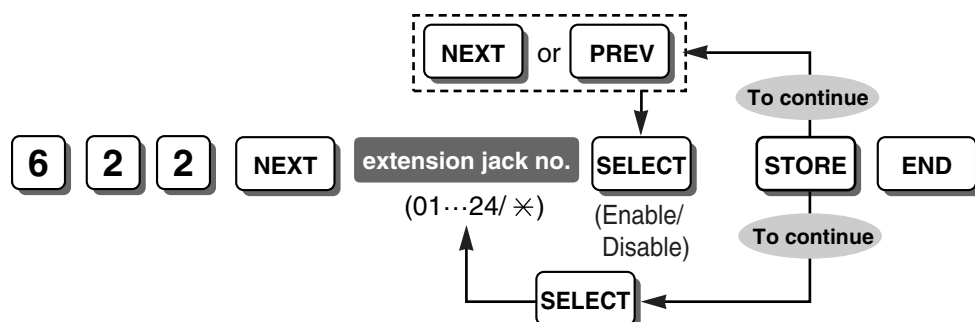 NEXT or PREV
To continue
6 2 2 NEXT extension jack no. SELECT STORE END
(01···24/ ✳) (Enable/
Disable)
To continue
SELECT